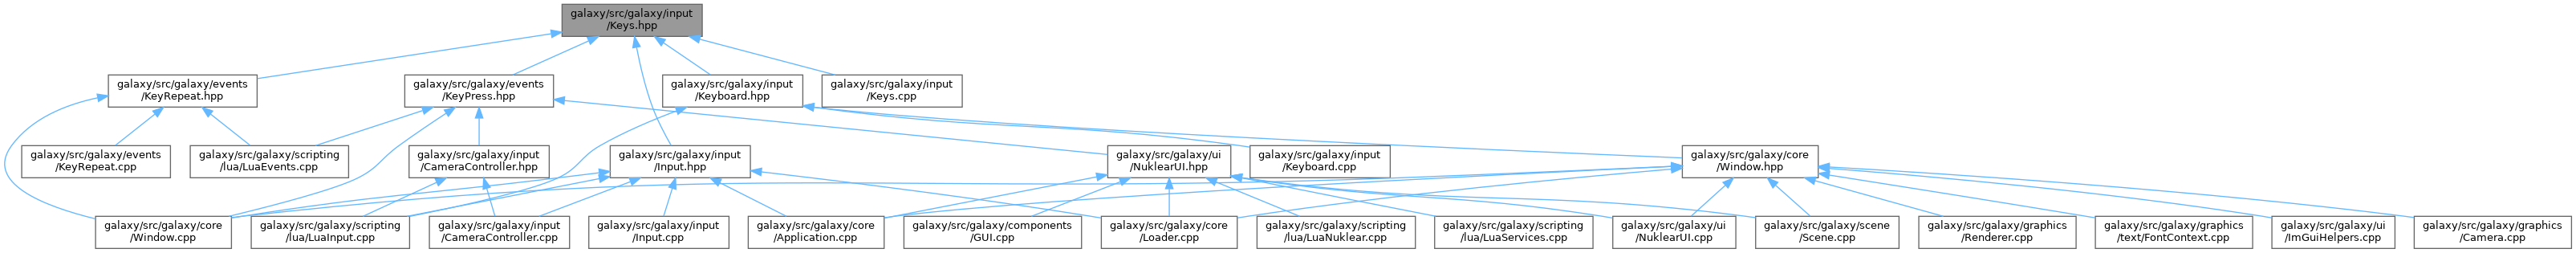 galaxy/src/galaxy/input
/Keys.hpp
galaxy/src/galaxy/events
/KeyRepeat.hpp
galaxy/src/galaxy/events
/KeyPress.hpp
galaxy/src/galaxy/input
/Keyboard.hpp
galaxy/src/galaxy/input
/Keys.cpp
galaxy/src/galaxy/events
/KeyRepeat.cpp
galaxy/src/galaxy/scripting
/lua/LuaEvents.cpp
galaxy/src/galaxy/input
/CameraController.hpp
galaxy/src/galaxy/input
/Input.hpp
galaxy/src/galaxy/ui
/NuklearUI.hpp
galaxy/src/galaxy/input
/Keyboard.cpp
galaxy/src/galaxy/core
/Window.hpp
galaxy/src/galaxy/core
/Window.cpp
galaxy/src/galaxy/scripting
/lua/LuaInput.cpp
galaxy/src/galaxy/input
/CameraController.cpp
galaxy/src/galaxy/input
/Input.cpp
galaxy/src/galaxy/core
/Application.cpp
galaxy/src/galaxy/components
/GUI.cpp
galaxy/src/galaxy/core
/Loader.cpp
galaxy/src/galaxy/scripting
/lua/LuaNuklear.cpp
galaxy/src/galaxy/scripting
/lua/LuaServices.cpp
galaxy/src/galaxy/ui
/NuklearUI.cpp
galaxy/src/galaxy/scene
/Scene.cpp
galaxy/src/galaxy/graphics
/Renderer.cpp
galaxy/src/galaxy/graphics
/text/FontContext.cpp
galaxy/src/galaxy/ui
/ImGuiHelpers.cpp
galaxy/src/galaxy/graphics
/Camera.cpp